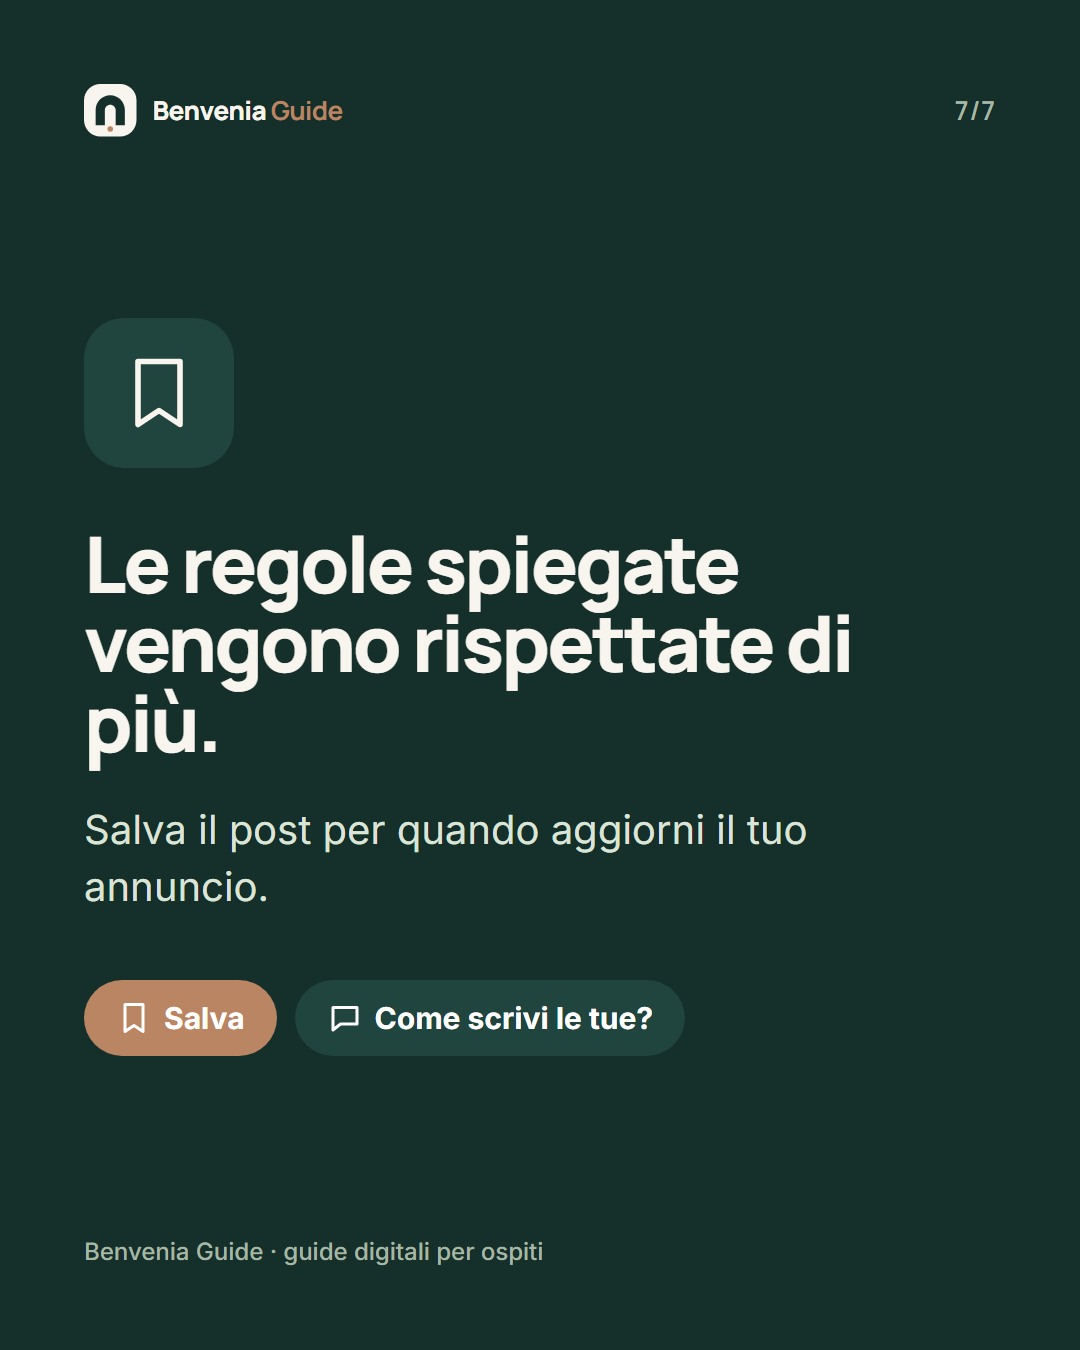 Benvenia Guide
7/7
Le regole spiegate
vengono rispettate di
più.
Salva il post per quando aggiorni il tuo
annuncio.
Salva
Come scrivi le tue?
Benvenia Guide · guide digitali per ospiti